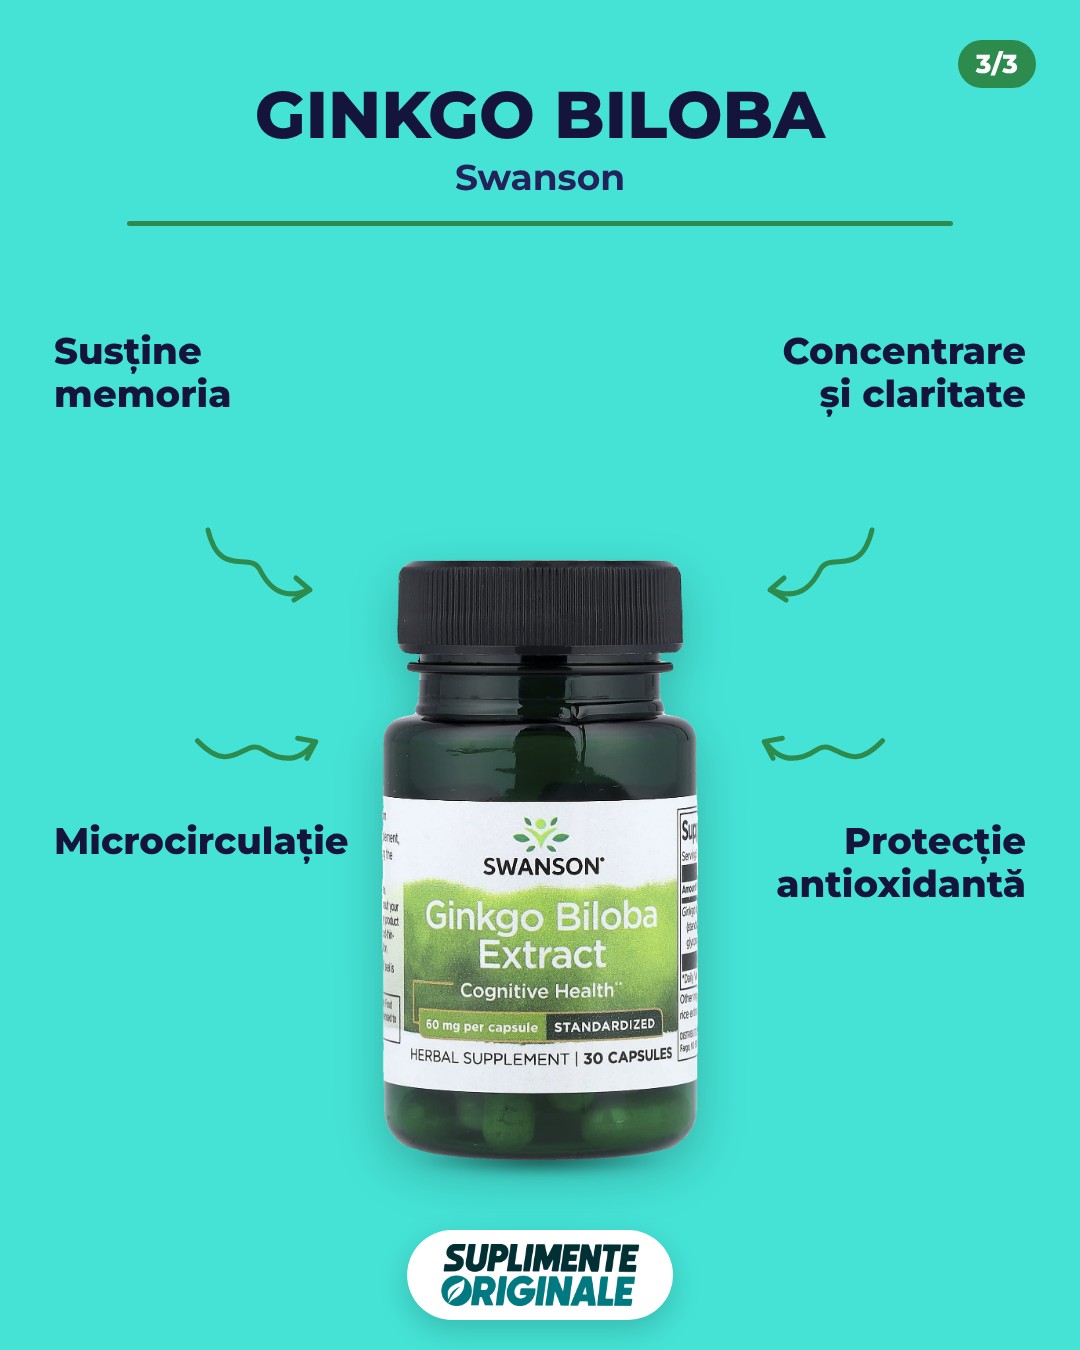 3/3
GINKGO BILOBA
Swanson
Susține
memoria
Concentrare
și claritate
Microcirculație
Protecție
antioxidantă
SWANSON®
Ginkgo Biloba
Extract
Cognitive Health
60 mg per capsule STANDARDIZED
HERBAL SUPPLEMENT | 30 CAPSULES
SUPLIMENTE
ORIGINALE